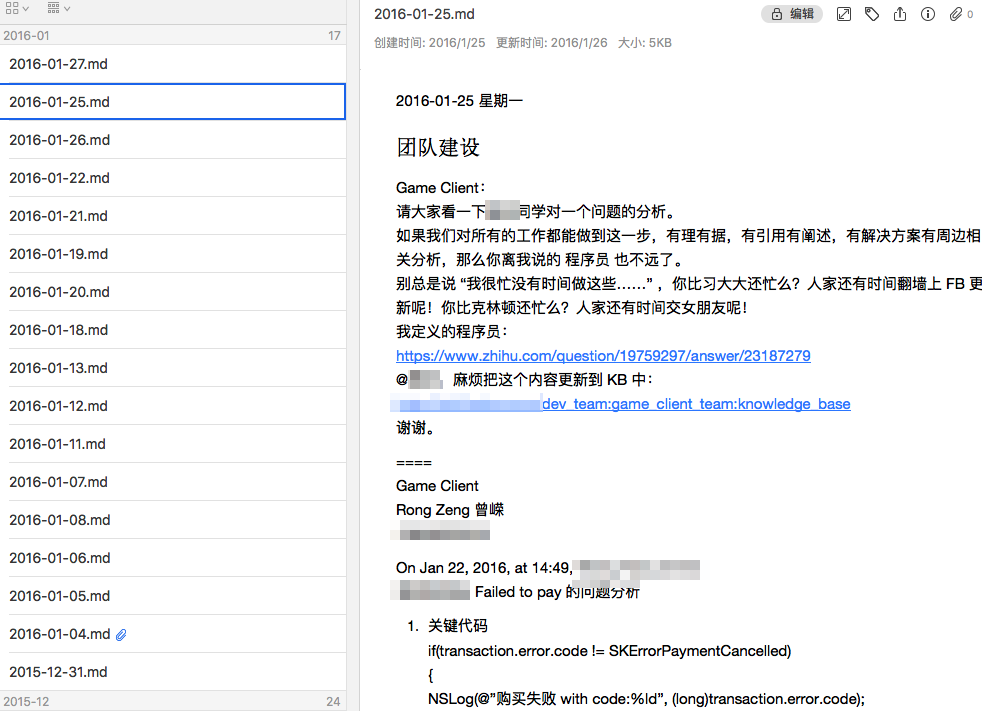 2016-01
17
2016-01-27.md
2016-01-25.md
2016-01-26.md
2016-01-22.md
2016-01-21.md
2016-01-19.md
2016-01-20.md
2016-01-18.md
2016-01-13.md
2016-01-12.md
2016-01-11.md
2016-01-07.md
2016-01-08.md
2016-01-06.md
2016-01-05.md
2016-01-04.md
2015-12-31.md
2015-12
24
2016-01-25.md
编辑
0
创建时间: 2016/1/25 更新时间: 2016/1/26 大小: 5KB
2016-01-25 星期一
团队建设
Game Client：
请大家看一下 同学对一个问题的分析。
如果我们对所有的工作都能做到这一步，有理有据，有引用有阐述，有解决方案有周边相
关分析，那么你离我说的 程序员 也不远了。
别总是说 “我很忙没有时间做这些……” ，你比习大大还忙么？人家还有时间翻墙上 FB 更
新呢！你比克林顿还忙么？人家还有时间交女朋友呢！
我定义的程序员：
https://www.zhihu.com/question/19759297/answer/23187279
@ 麻烦把这个内容更新到 KB 中：
dev_team:game_client_team:knowledge_base
谢谢。
====
Game Client
Rong Zeng 曾嵘
On Jan 22, 2016, at 14:49,
Failed to pay 的问题分析
1. 关键代码
if(transaction.error.code != SKErrorPaymentCancelled)
{
NSLog(@”购买失败 with code:%ld”, (long)transaction.error.code);